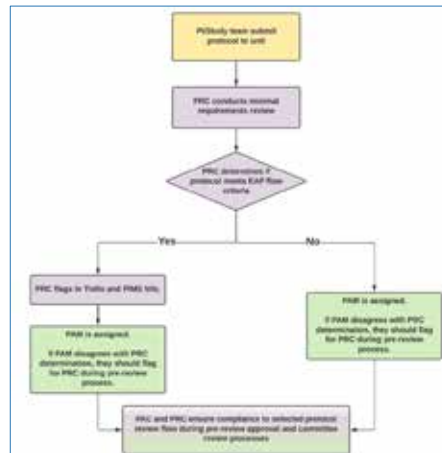 PI/Study team submit
protocol to unit
PRC conducts minimal
requirements review
PRC determines if
protocol meets EAP flow
criteria
Yes
No
PRC flags in Trello and
PAM is assigned.
If PAM disagrees with PRC
determination, they should flag
for PRC during pre-review
process.
PAM is assigned.
If PAM disagrees with PRC
determination, they should flag
for PRC during pre-review
process.
and PRC ensure compliance to selected protocol
review flow during pre-review approval and committee
review processes